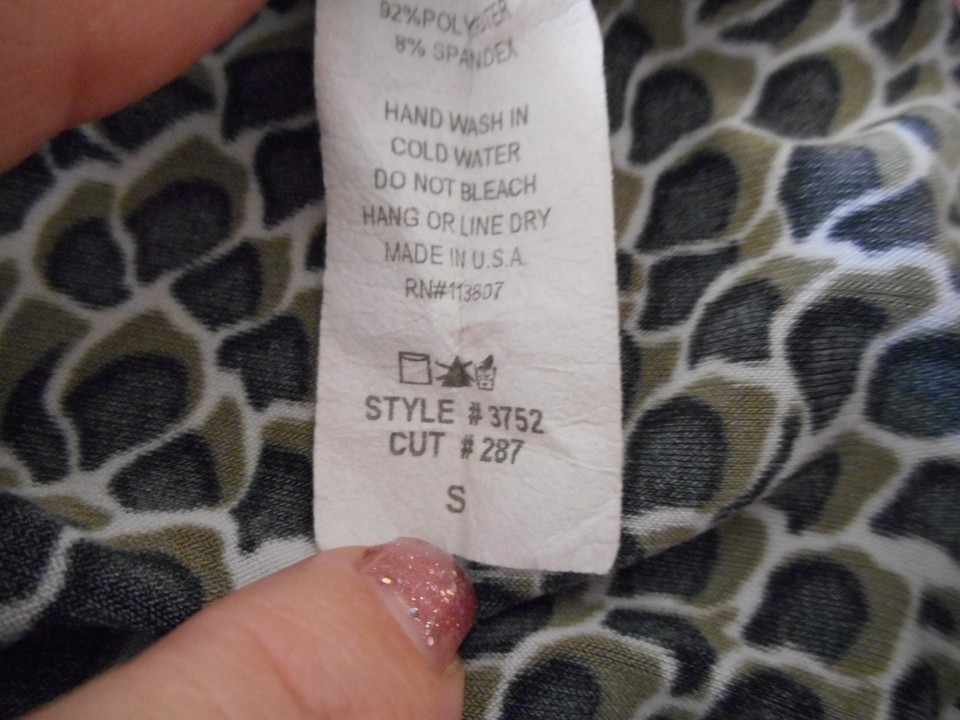 92%POLYESTER
8% SPANDEX
HAND WASH IN
COLD WATER
DO NOT BLEACH
HANG OR LINE DRY
MADE IN U.S.A.
RN#113807
STYLE #3752
CUT #287
S